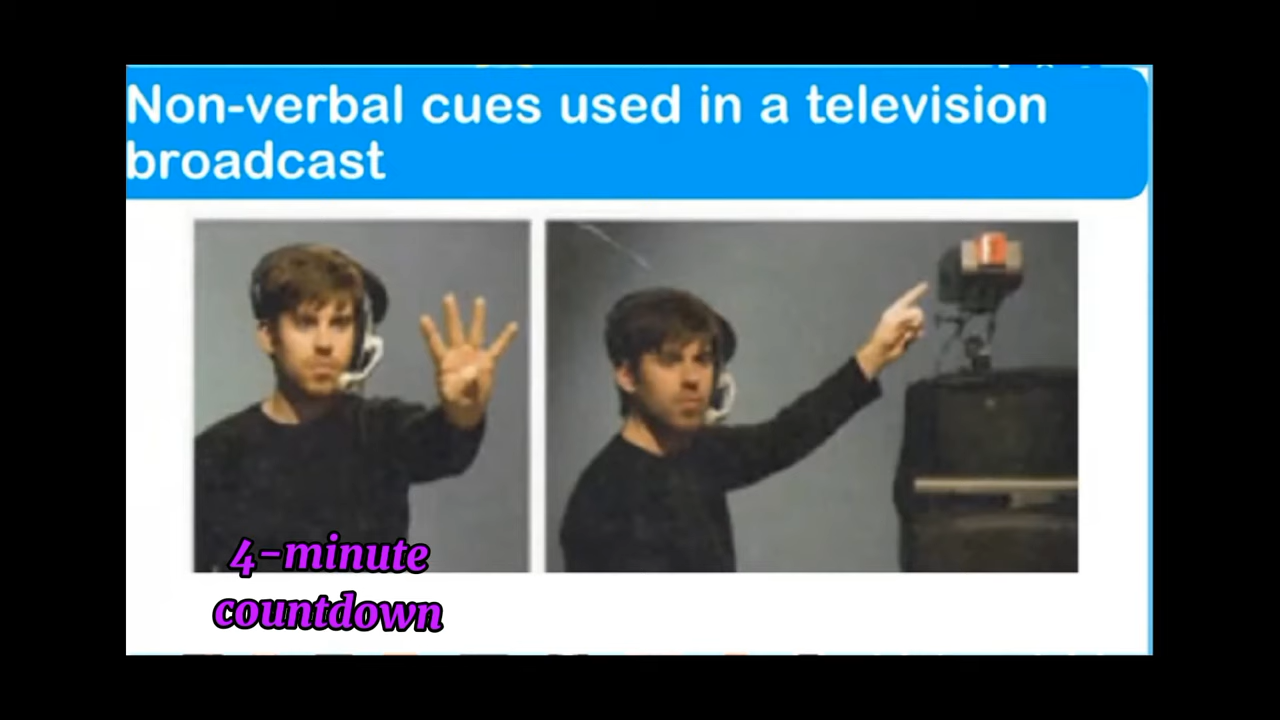 Non-verbal cues used in a television
broadcast
4-minute
countdown